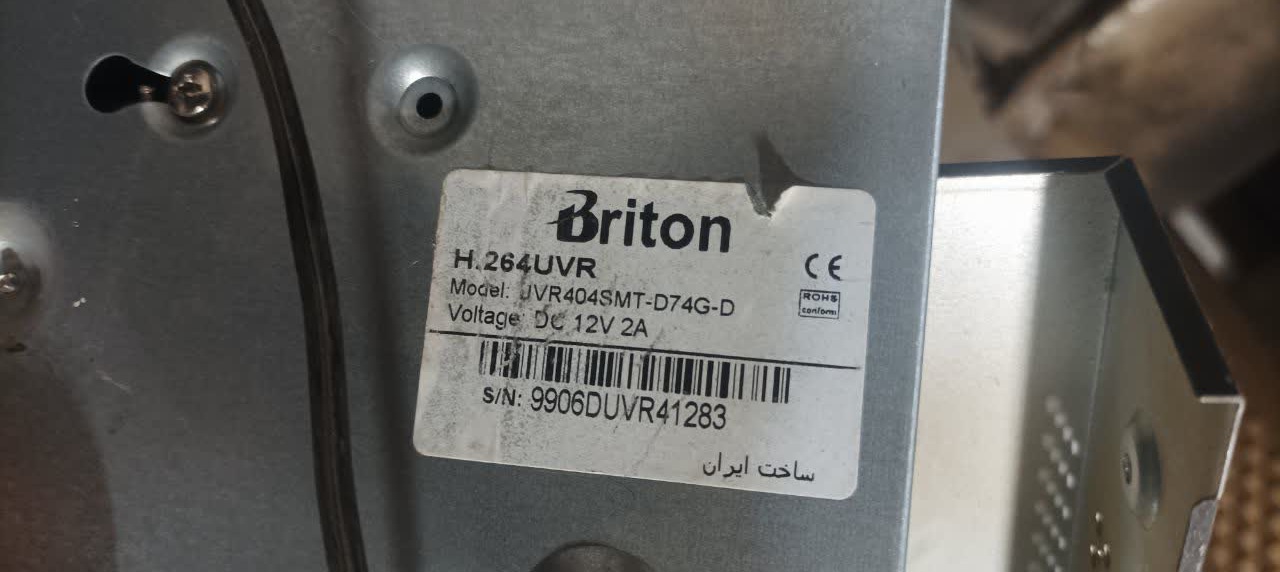 Briton
H.264UVR
CE
Model: UVR404SMT-D74G-D
ROHS
conform
Voltage: DC 12V 2A
S/N: 9906DUVR41283
ساخت ایران